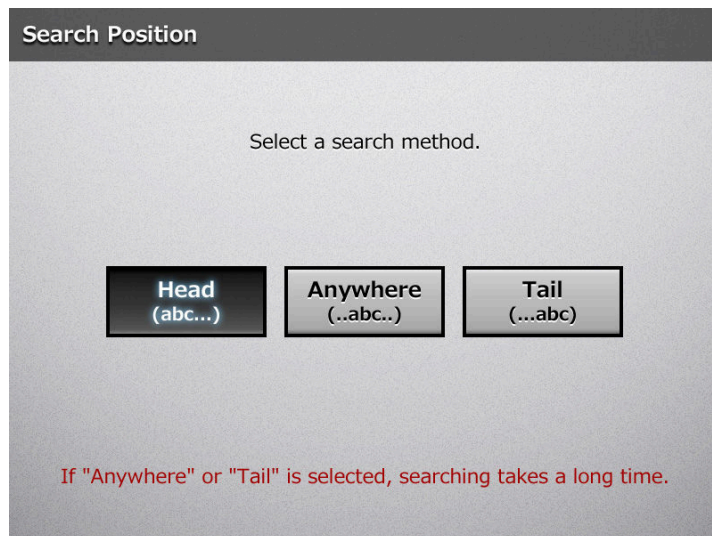 Search Position
Select a search method.
Head
(abc...)
Anywhere
(..abc..)
Tail
(...abc)
If "Anywhere" or "Tail" is selected, searching takes a long time.